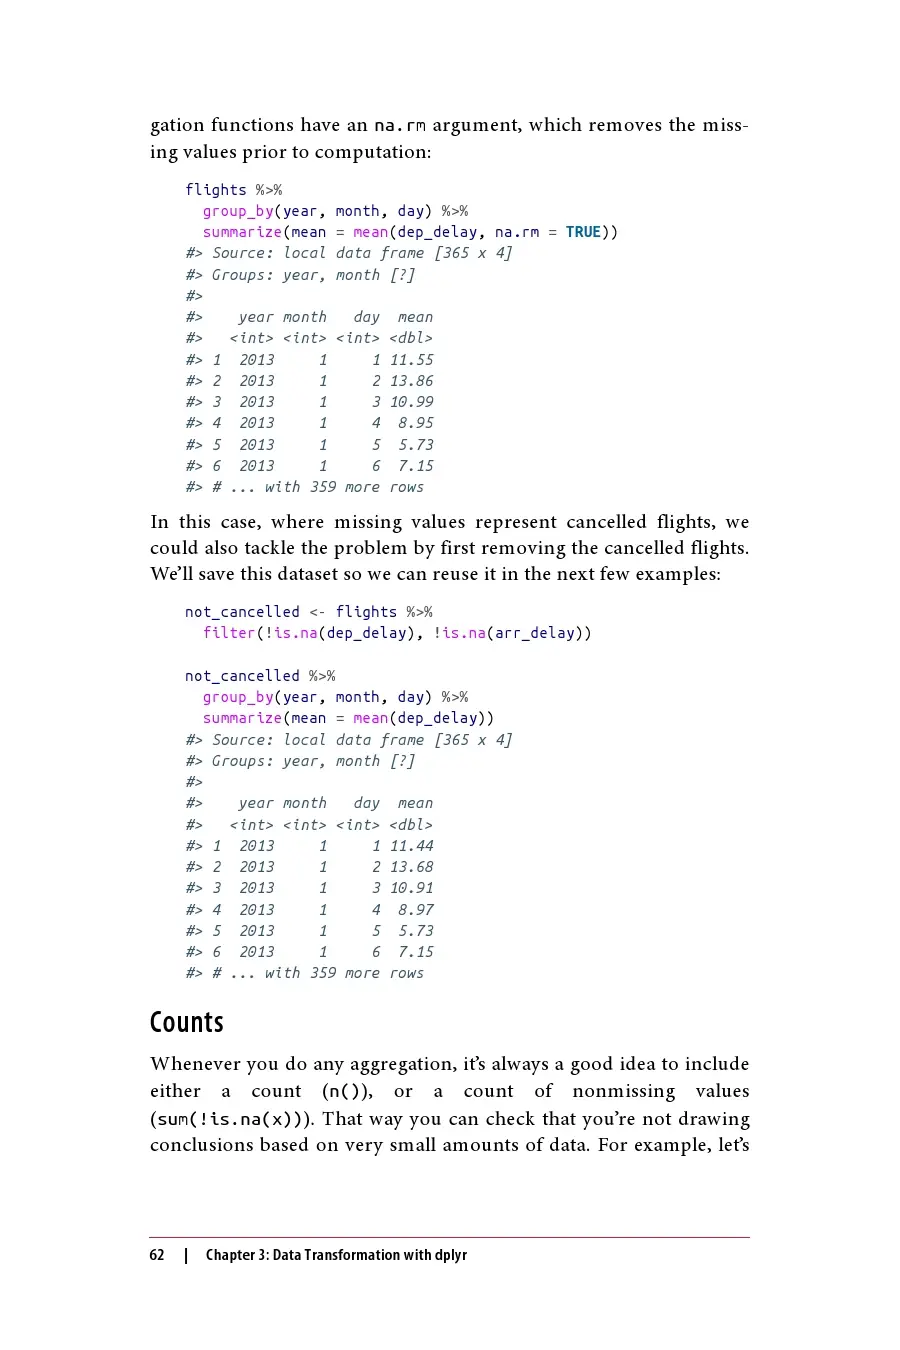 gation functions have an na.rm argument, which removes the miss-
ing values prior to computation:
flights %>%
  group_by(year, month, day) %>%
  summarize(mean = mean(dep_delay, na.rm = TRUE))
#> Source: local data frame [365 x 4]
#> Groups: year, month [?]
#>
#>    year month   day  mean
#>   <int> <int> <int> <dbl>
#> 1  2013     1     1 11.55
#> 2  2013     1     2 13.86
#> 3  2013     1     3 10.99
#> 4  2013     1     4  8.95
#> 5  2013     1     5  5.73
#> 6  2013     1     6  7.15
#> # ... with 359 more rows
In this case, where missing values represent cancelled flights, we
could also tackle the problem by first removing the cancelled flights.
We’ll save this dataset so we can reuse it in the next few examples:
not_cancelled <- flights %>%
  filter(!is.na(dep_delay), !is.na(arr_delay))
not_cancelled %>%
  group_by(year, month, day) %>%
  summarize(mean = mean(dep_delay))
#> Source: local data frame [365 x 4]
#> Groups: year, month [?]
#>
#>    year month   day  mean
#>   <int> <int> <int> <dbl>
#> 1  2013     1     1 11.44
#> 2  2013     1     2 13.68
#> 3  2013     1     3 10.91
#> 4  2013     1     4  8.97
#> 5  2013     1     5  5.73
#> 6  2013     1     6  7.15
#> # ... with 359 more rows
Counts
Whenever you do any aggregation, it’s always a good idea to include
either a count (n()), or a count of nonmissing values
(sum(!is.na(x))). That way you can check that you’re not drawing
conclusions based on very small amounts of data. For example, let’s
62 | Chapter 3: Data Transformation with dplyr